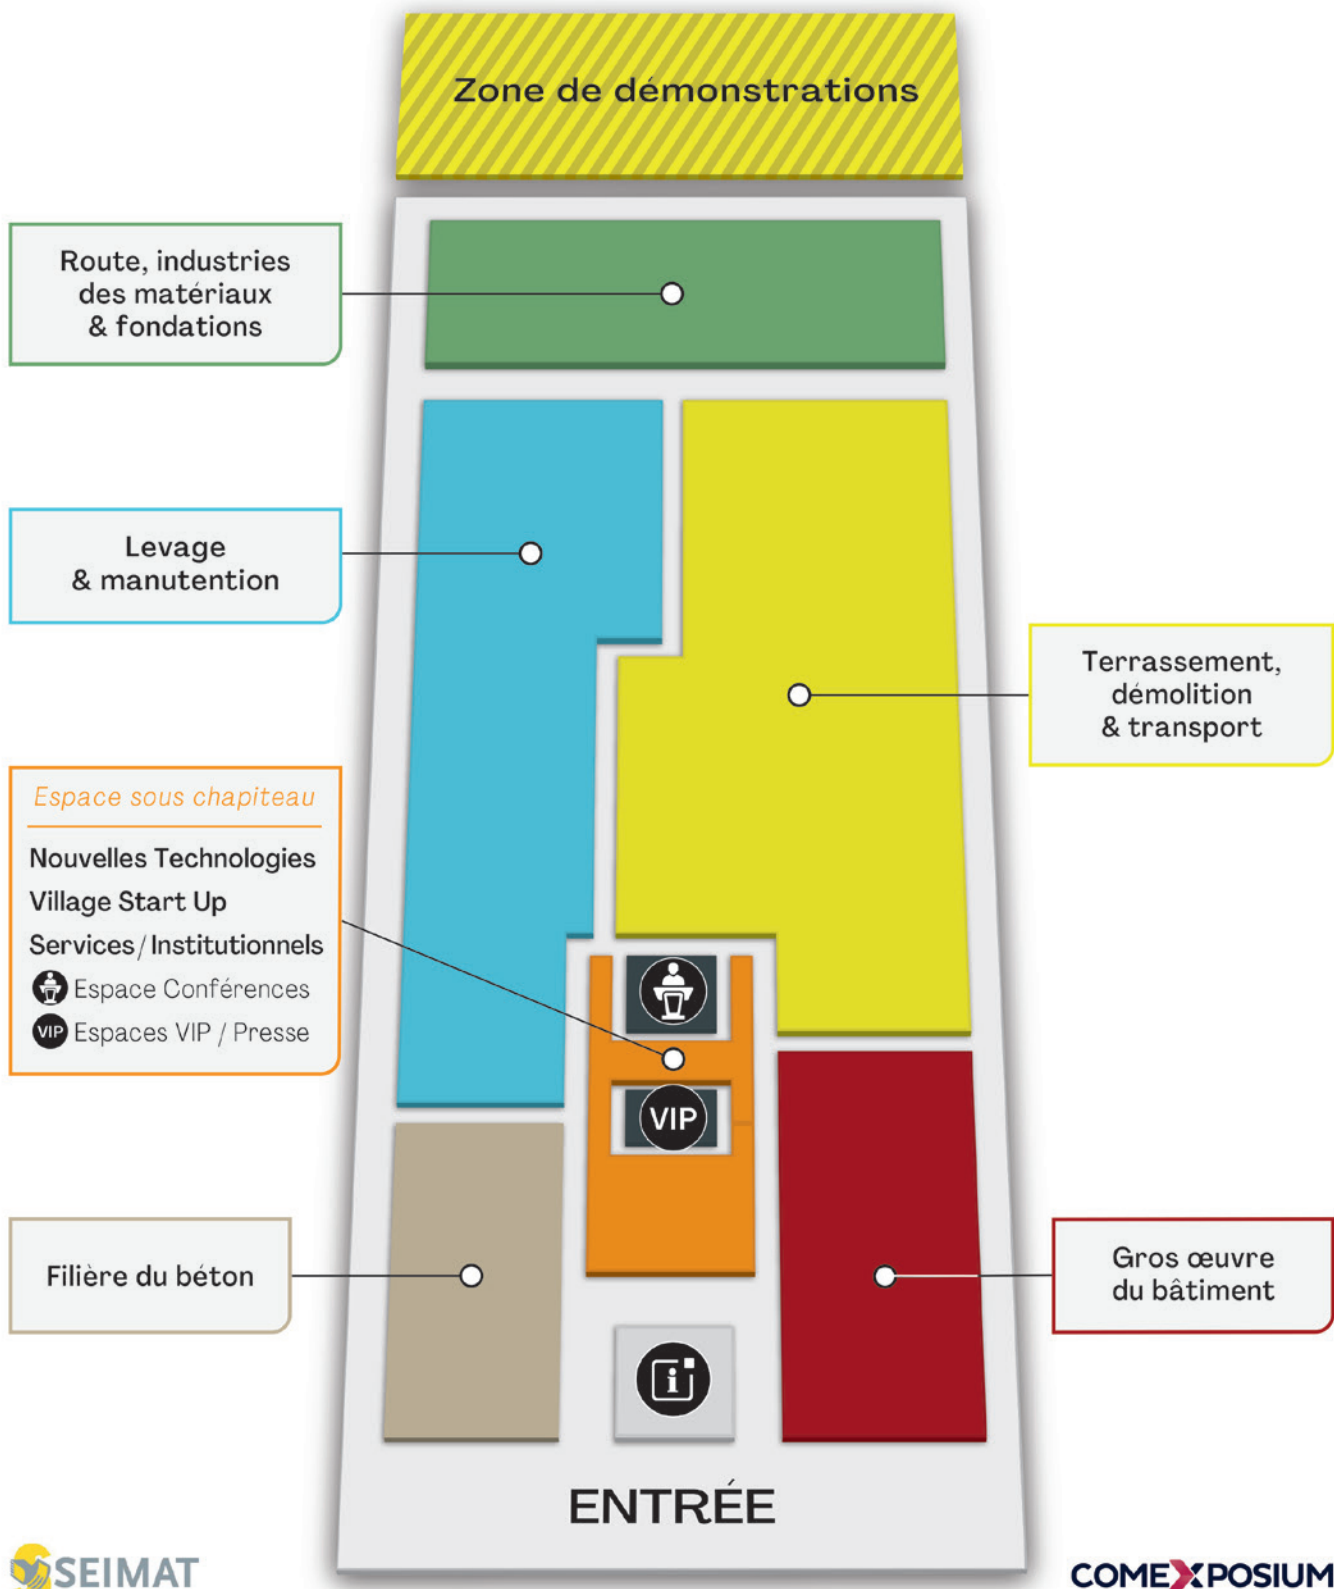 Zone de démonstrations
Route, industries
des matériaux
& fondations
Levage
& manutention
Terrassement,
démolition
& transport
Espace sous chapiteau
Nouvelles Technologies
Village Start Up
Services/Institutionnels
Espace Conférences
VIP Espaces VIP / Presse
VIP
Filière du béton
Gros œuvre
du bâtiment
i
ENTRÉE
SEIMAT
COMEXPOSIUM